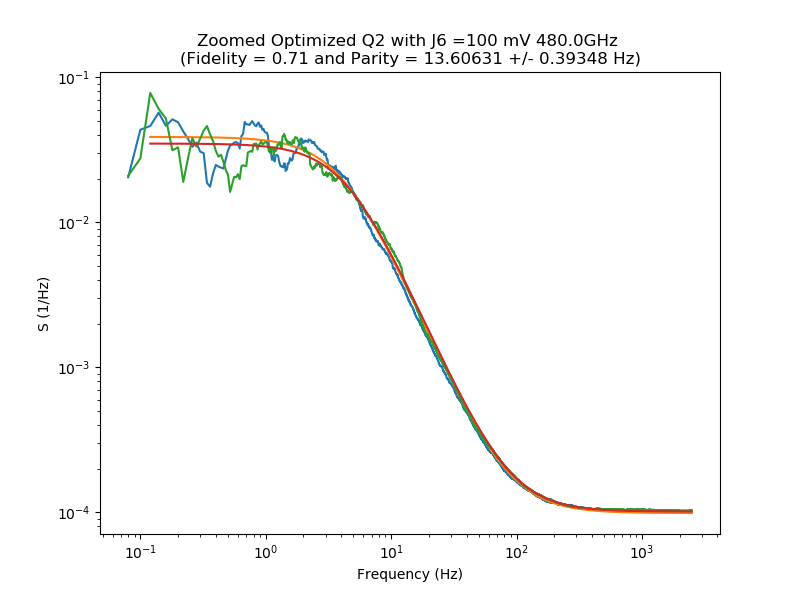 Zoomed Optimized Q2 with J6 =100 mV 480.0GHz
(Fidelity = 0.71 and Parity = 13.60631 +/- 0.39348 Hz)
10⁻¹
10⁻²
10⁻³
10⁻⁴
S (1/Hz)
10⁻¹ 10⁰ 10¹ 10² 10³
Frequency (Hz)